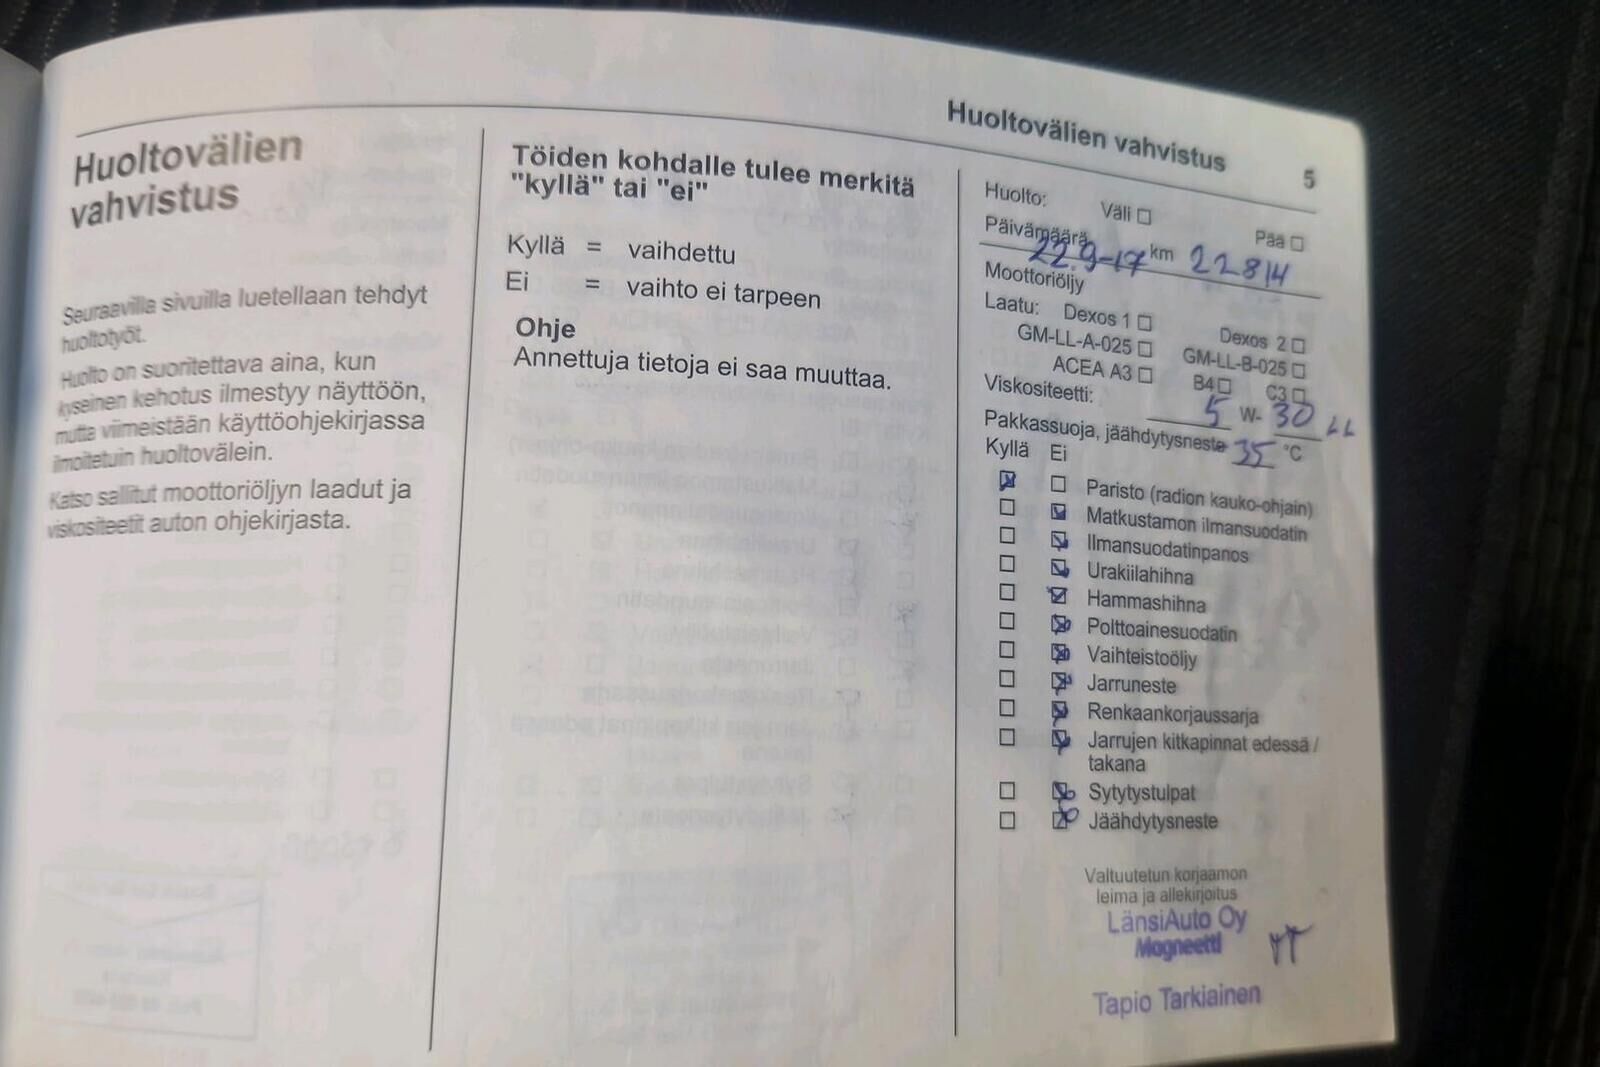 Huoltovälien vahvistus
5
Huoltovälien
vahvistus
Seuraavilla sivuilla luetellaan tehdyt
huoltotyöt.
Huolto on suoritettava aina, kun
kyseinen kehotus ilmestyy näyttöön,
mutta viimeistään käyttöohjekirjassa
ilmoitetuin huoltovälein.
Katso sallitut moottoriöljyn laadut ja
viskositeetit auton ohjekirjasta.
Töiden kohdalle tulee merkitä
"kyllä" tai "ei"
Kyllä = vaihdettu
Ei = vaihto ei tarpeen
Ohje
Annettuja tietoja ei saa muuttaa.
Huolto: Väli ☐ Pää ☐
Päivämäärä 22.9-17 km 22814
Moottoriöljy
Laatu: Dexos 1 ☐ Dexos 2 ☐
GM-LL-A-025 ☐ GM-LL-B-025 ☐
ACEA A3 ☐ B4 ☐ C3 ☐
Viskositeetti: 5 W- 30 LL
Pakkassuoja, jäähdytysneste 35 °C
Kyllä Ei
☒ ☐ Paristo (radion kauko-ohjain)
☐ ☒ Matkustamon ilmansuodatin
☐ ☒ Ilmansuodatinpanos
☐ ☒ Urakiilahihna
☐ ☒ Hammashihna
☐ ☒ Polttoainesuodatin
☐ ☒ Vaihteistoöljy
☐ ☒ Jarruneste
☐ ☒ Renkaankorjaussarja
☐ ☒ Jarrujen kitkapinnat edessä /
takana
☐ ☒ Sytytystulpat
☐ ☒ Jäähdytysneste
Valtuutetun korjaamon
leima ja allekirjoitus
LänsiAuto Oy
Magneetti
Tapio Tarkiainen